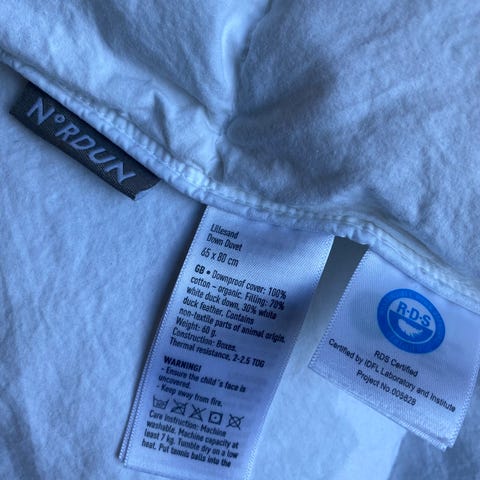 N°RDUN
Lillesand
Down Duvet
65 x 80 cm
GB • Downproof cover: 100%
cotton – organic. Filling: 70%
white duck down, 30% white
duck feather. Contains
non-textile parts of animal origin.
Weight: 60 g.
Construction: Boxes.
Thermal resistance, 2-2.5 TOG
WARNING!
- Ensure the child's face is
uncovered.
- Keep away from fire.
Care instruction: Machine
washable. Machine capacity at
least 7 kg. Tumble dry on a low
heat. Put tennis balls into the
R·D·S
RDS Certified
Certified by IDFL Laboratory and Institute
Project No.005829